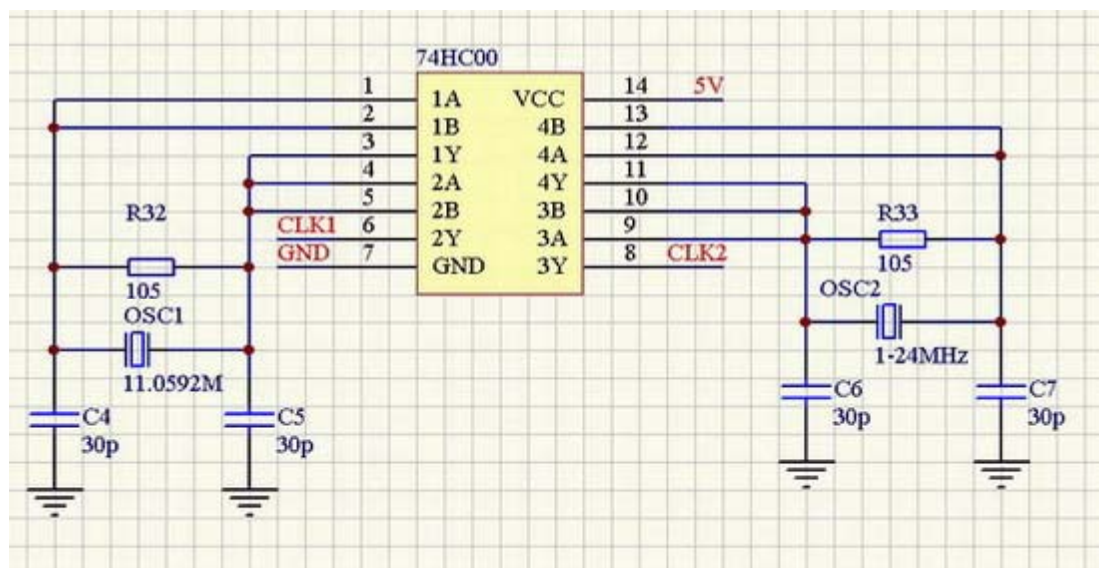 74HC00
1 1A VCC 14 5V
2 1B 4B 13
3 1Y 4A 12
4 2A 4Y 11
5 2B 3B 10
CLK1 6 2Y 3A 9
GND 7 GND 3Y 8 CLK2
R32
105
OSC1
11.0592M
C4
30p
C5
30p
R33
105
OSC2
1-24MHz
C6
30p
C7
30p